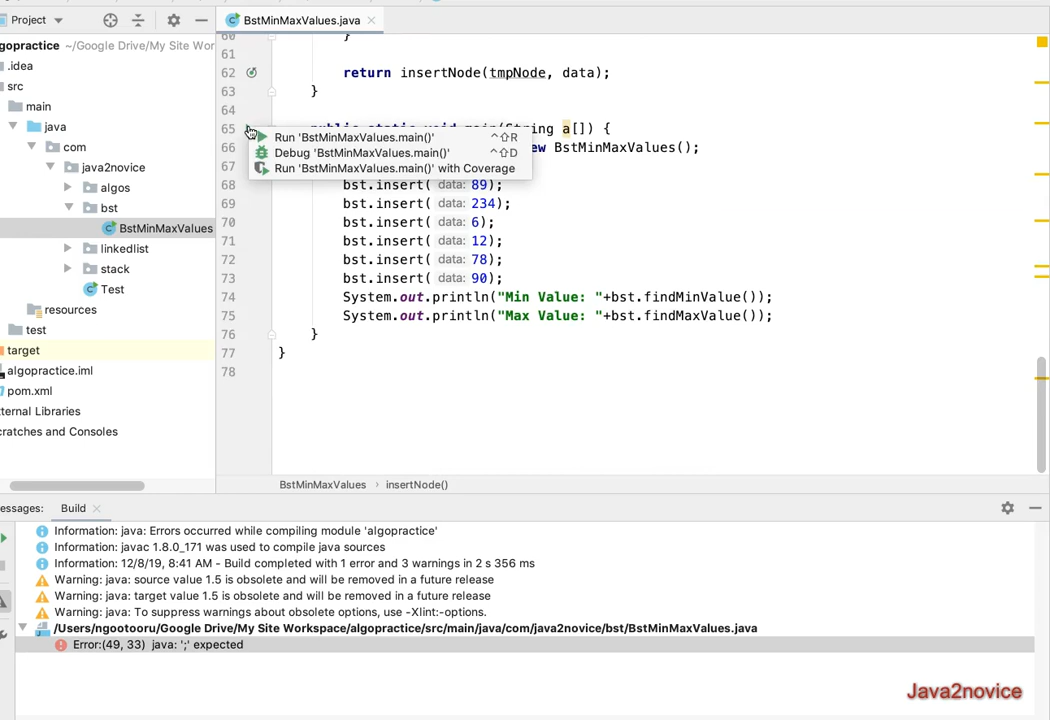 Project
BstMinMaxValues.java
gopractice ~/Google Drive/My Site Wor
.idea
src
main
java
com
java2novice
algos
bst
BstMinMaxValues
linkedlist
stack
Test
resources
test
target
algopractice.iml
pom.xml
ternal Libraries
cratches and Consoles
60 }
61
62 return insertNode(tmpNode, data);
63 }
64
65 public static void main(String a[]) {
66 ew BstMinMaxValues();
67
68 bst.insert( data: 89);
69 bst.insert( data: 234);
70 bst.insert( data: 6);
71 bst.insert( data: 12);
72 bst.insert( data: 78);
73 bst.insert( data: 90);
74 System.out.println("Min Value: "+bst.findMinValue());
75 System.out.println("Max Value: "+bst.findMaxValue());
76 }
77 }
78
Run 'BstMinMaxValues.main()' ^⇧R
Debug 'BstMinMaxValues.main()' ^⇧D
Run 'BstMinMaxValues.main()' with Coverage
BstMinMaxValues › insertNode()
essages: Build
Information: java: Errors occurred while compiling module 'algopractice'
Information: javac 1.8.0_171 was used to compile java sources
Information: 12/8/19, 8:41 AM - Build completed with 1 error and 3 warnings in 2 s 356 ms
Warning: java: source value 1.5 is obsolete and will be removed in a future release
Warning: java: target value 1.5 is obsolete and will be removed in a future release
Warning: java: To suppress warnings about obsolete options, use -Xlint:-options.
/Users/ngootooru/Google Drive/My Site Workspace/algopractice/src/main/java/com/java2novice/bst/BstMinMaxValues.java
Error:(49, 33) java: ';' expected
Java2novice